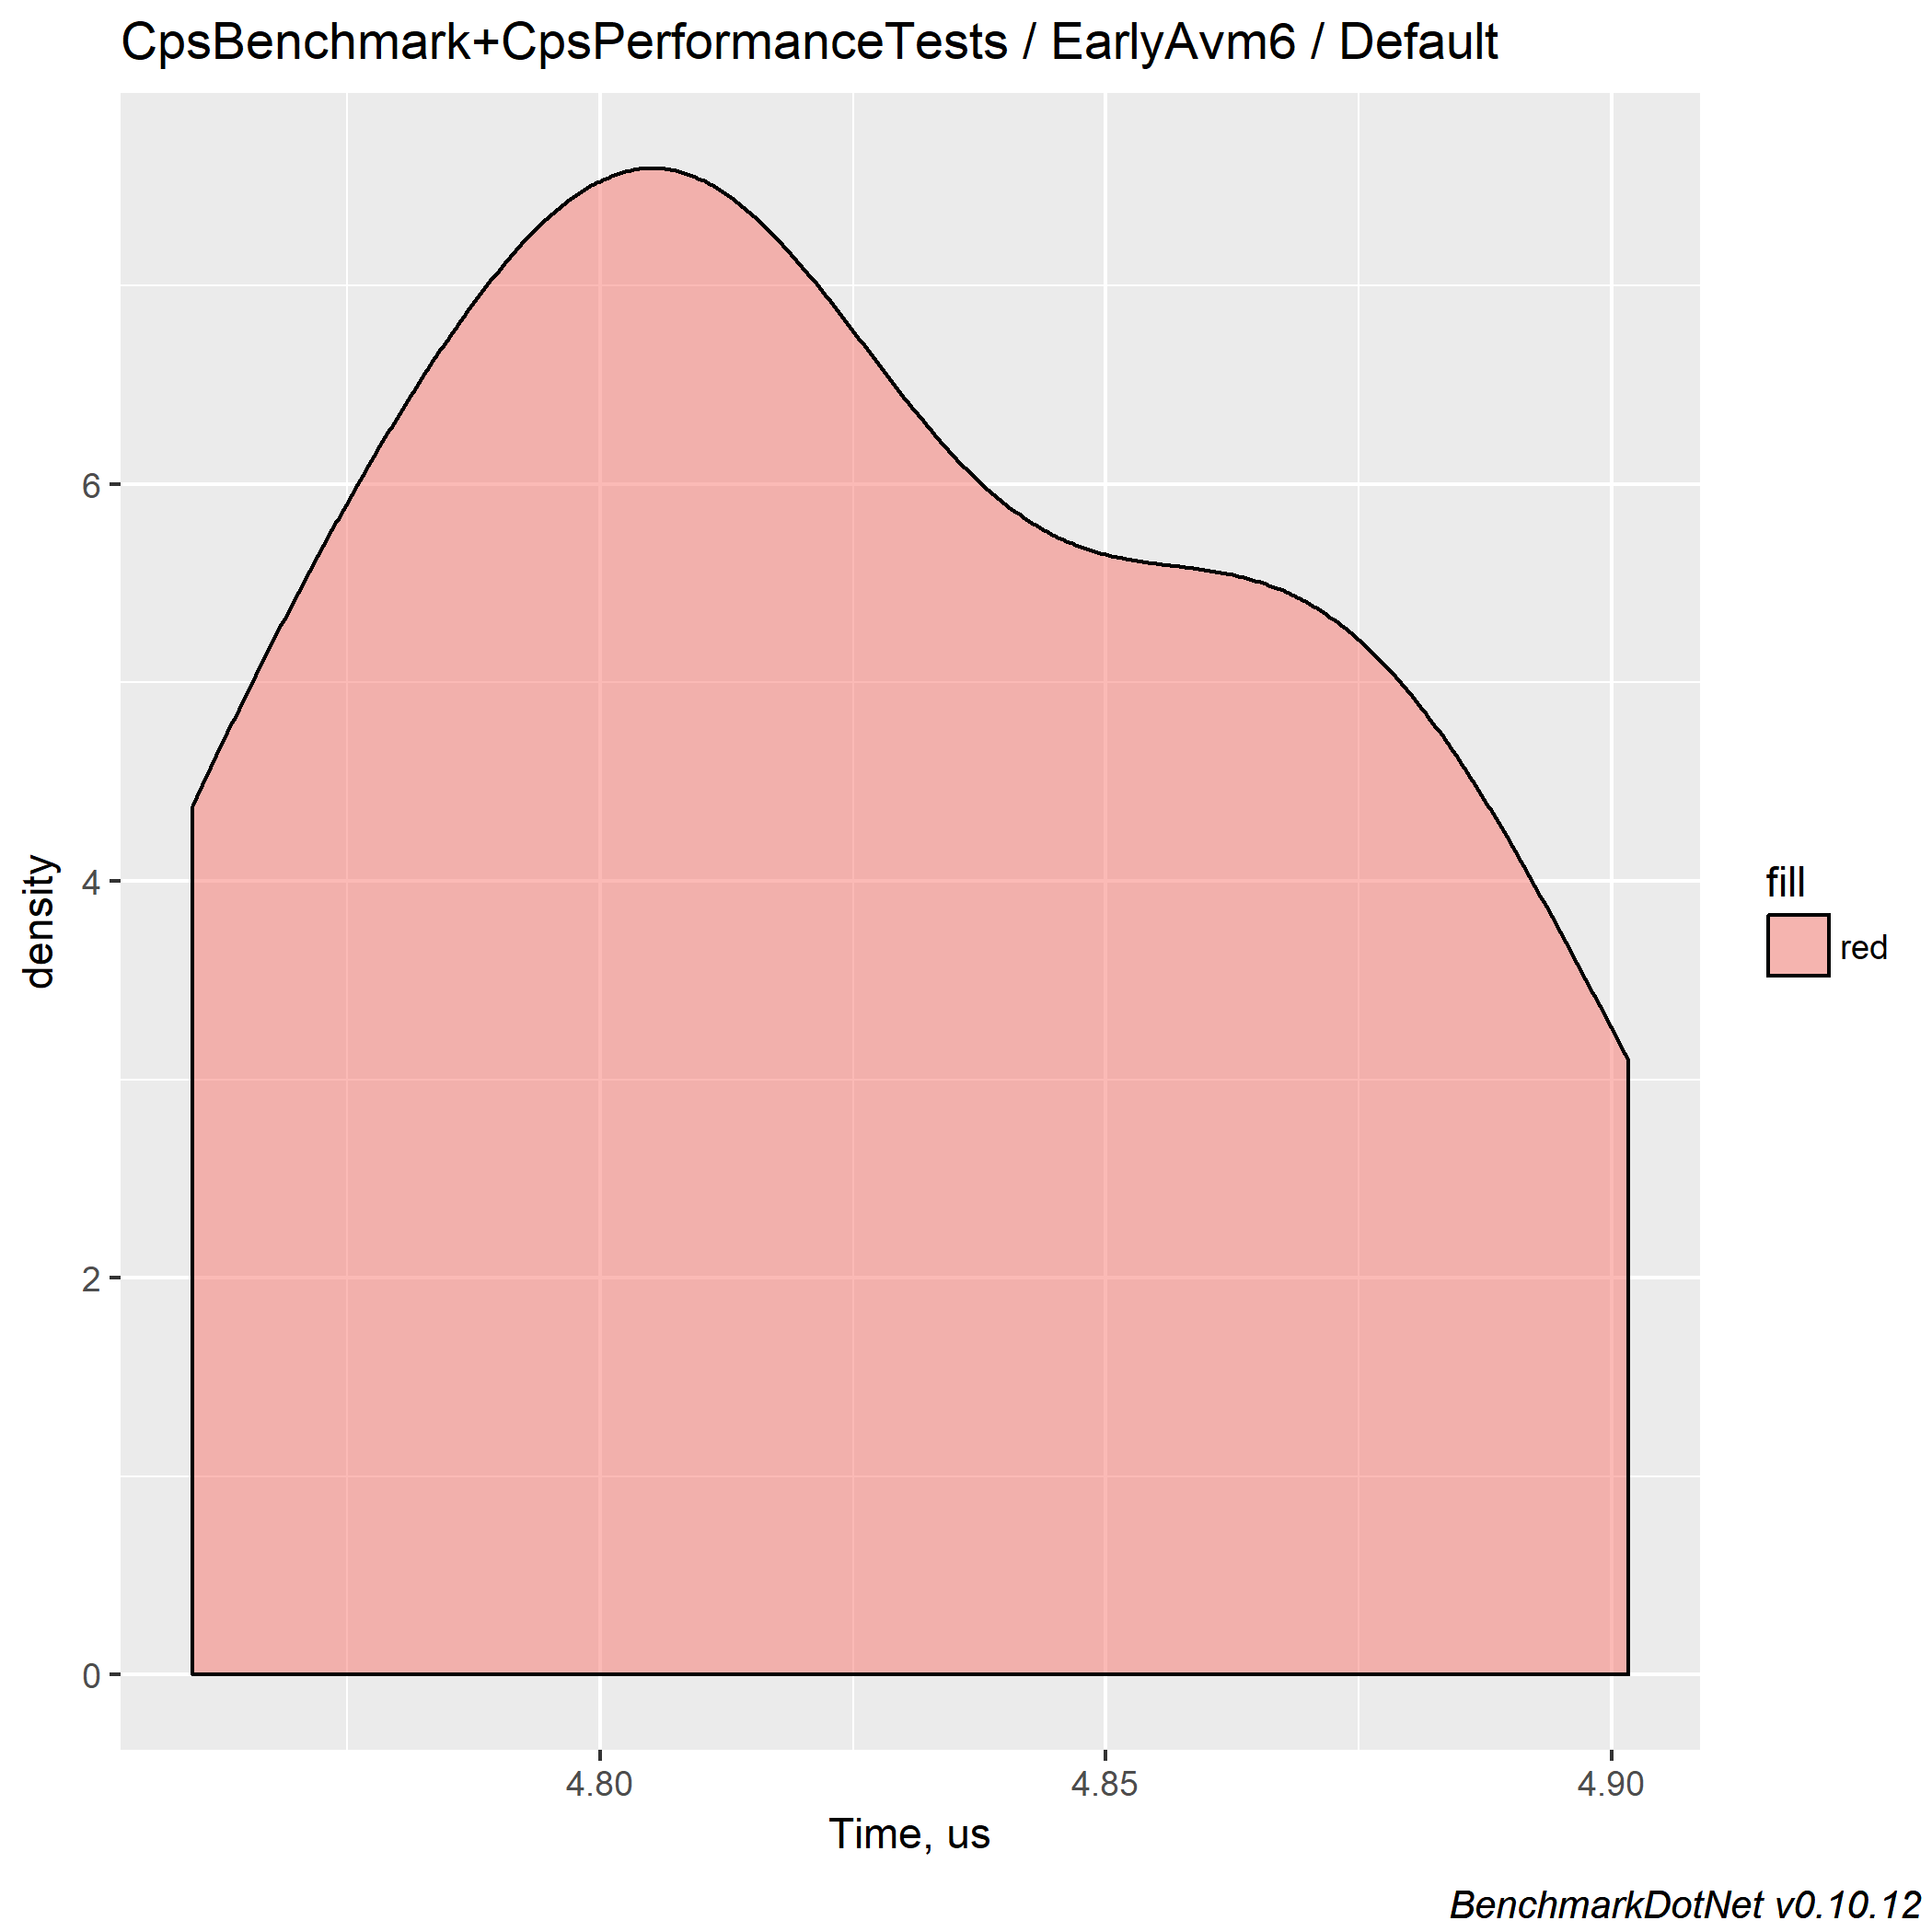 CpsBenchmark+CpsPerformanceTests / EarlyAvm6 / Default
density
6
4
2
0
4.80 4.85 4.90
Time, us
fill
red
BenchmarkDotNet v0.10.12